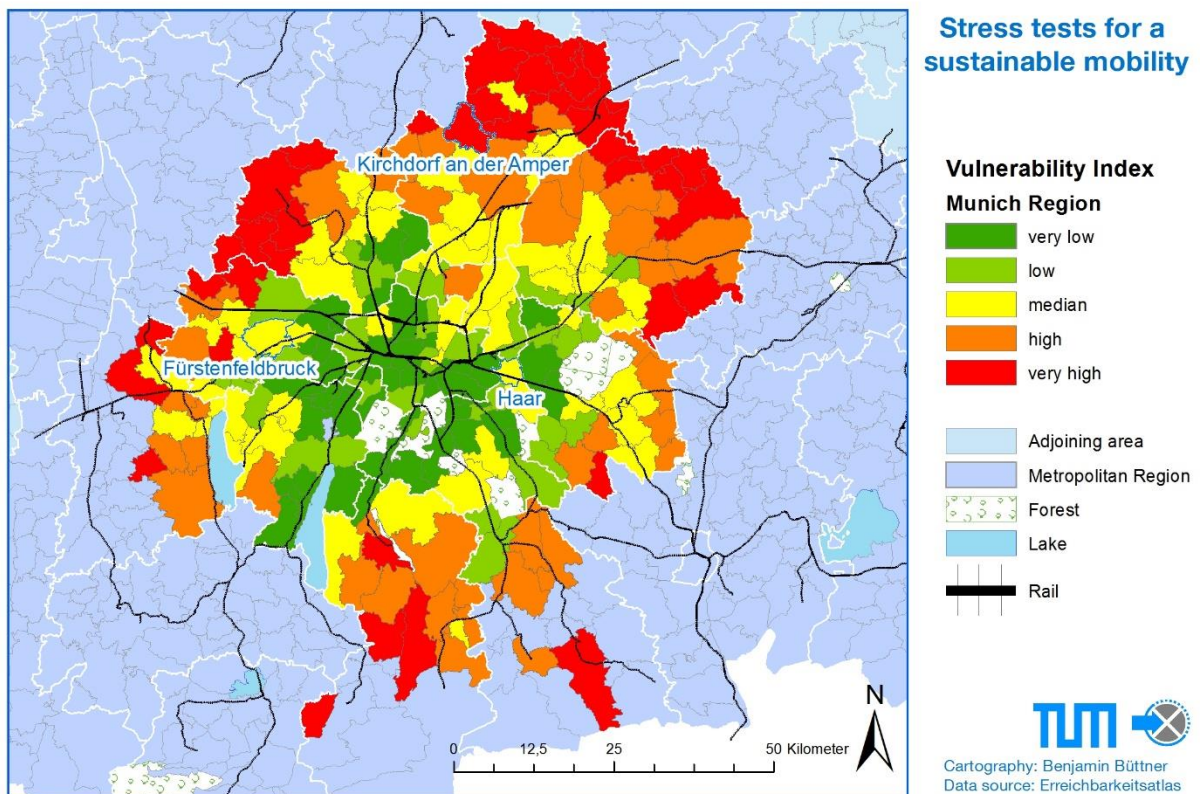 Stress tests for a
sustainable mobility
Kirchdorf an der Amper
Fürstenfeldbruck
Haar
Vulnerability Index
Munich Region
very low
low
median
high
very high
Adjoining area
Metropolitan Region
Forest
Lake
Rail
N
0 12,5 25 50 Kilometer
TUM
Cartography: Benjamin Büttner
Data source: Erreichbarkeitsatlas